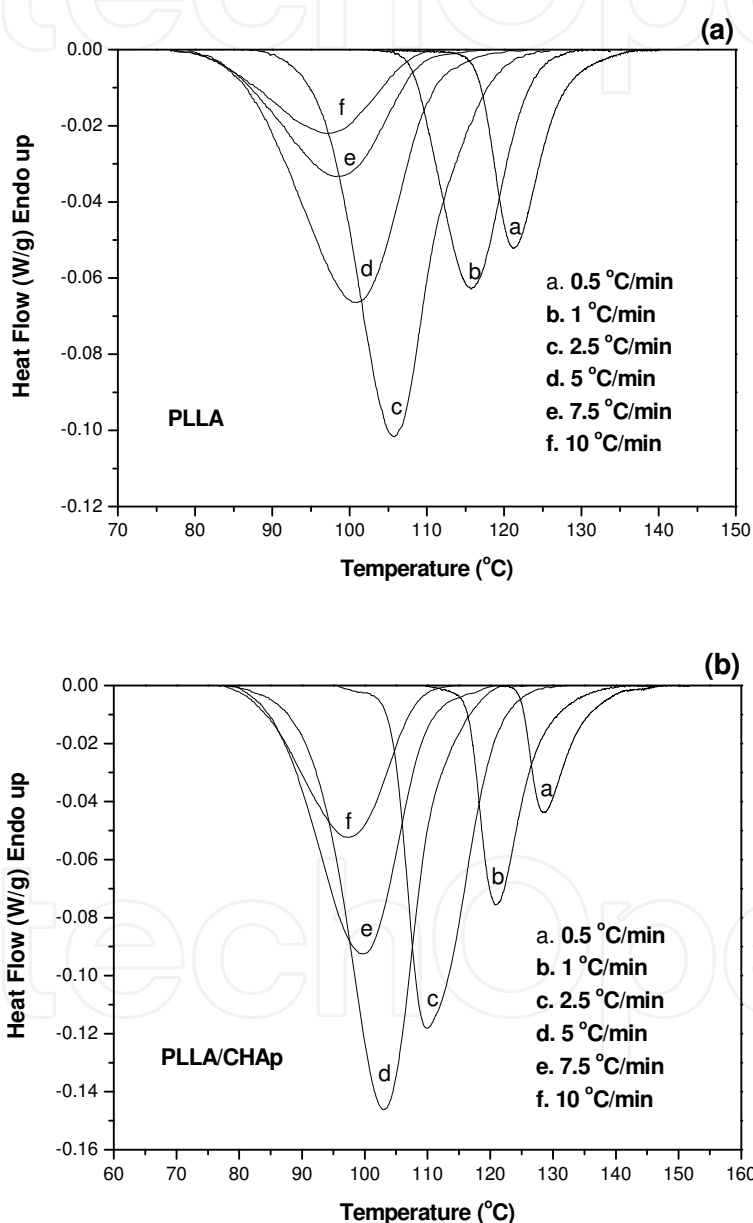 (a)
0.00
-0.02
-0.04
-0.06
-0.08
-0.10
-0.12
Heat Flow (W/g) Endo up
f
e
d
c
b
a
a. 0.5 °C/min
b. 1 °C/min
c. 2.5 °C/min
d. 5 °C/min
e. 7.5 °C/min
f. 10 °C/min
PLLA
70 80 90 100 110 120 130 140 150
Temperature (°C)
(b)
0.00
-0.02
-0.04
-0.06
-0.08
-0.10
-0.12
-0.14
-0.16
Heat Flow (W/g) Endo up
f
e
d
c
b
a
a. 0.5 °C/min
b. 1 °C/min
c. 2.5 °C/min
d. 5 °C/min
e. 7.5 °C/min
f. 10 °C/min
PLLA/CHAp
60 70 80 90 100 110 120 130 140 150 160
Temperature (°C)